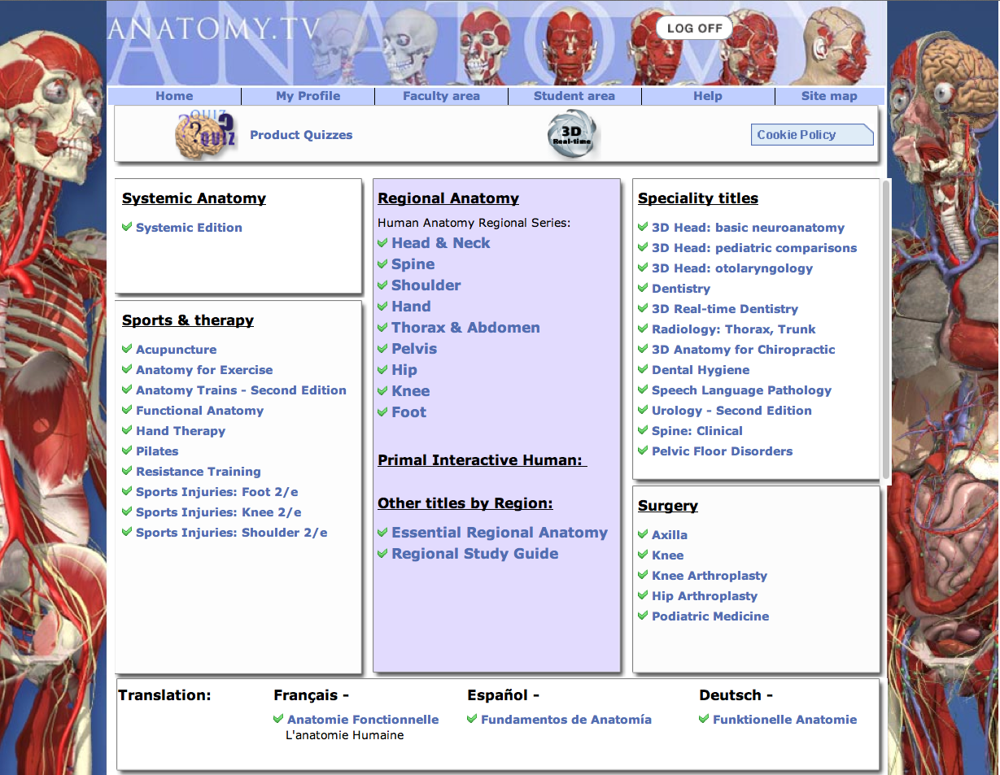 ANATOMY
ANATOMY.TV
LOG OFF
Home
My Profile
Faculty area
Student area
Help
Site map
QUIZ
? QUIZ ?
Product Quizzes
3D
Real-time
Cookie Policy
Systemic Anatomy
Systemic Edition
Sports & therapy
Acupuncture
Anatomy for Exercise
Anatomy Trains - Second Edition
Functional Anatomy
Hand Therapy
Pilates
Resistance Training
Sports Injuries: Foot 2/e
Sports Injuries: Knee 2/e
Sports Injuries: Shoulder 2/e
Regional Anatomy
Human Anatomy Regional Series:
Head & Neck
Spine
Shoulder
Hand
Thorax & Abdomen
Pelvis
Hip
Knee
Foot
Primal Interactive Human:
Other titles by Region:
Essential Regional Anatomy
Regional Study Guide
Speciality titles
3D Head: basic neuroanatomy
3D Head: pediatric comparisons
3D Head: otolaryngology
Dentistry
3D Real-time Dentistry
Radiology: Thorax, Trunk
3D Anatomy for Chiropractic
Dental Hygiene
Speech Language Pathology
Urology - Second Edition
Spine: Clinical
Pelvic Floor Disorders
Surgery
Axilla
Knee
Knee Arthroplasty
Hip Arthroplasty
Podiatric Medicine
Translation:
Français -
Anatomie Fonctionnelle
L'anatomie Humaine
Español -
Fundamentos de Anatomía
Deutsch -
Funktionelle Anatomie